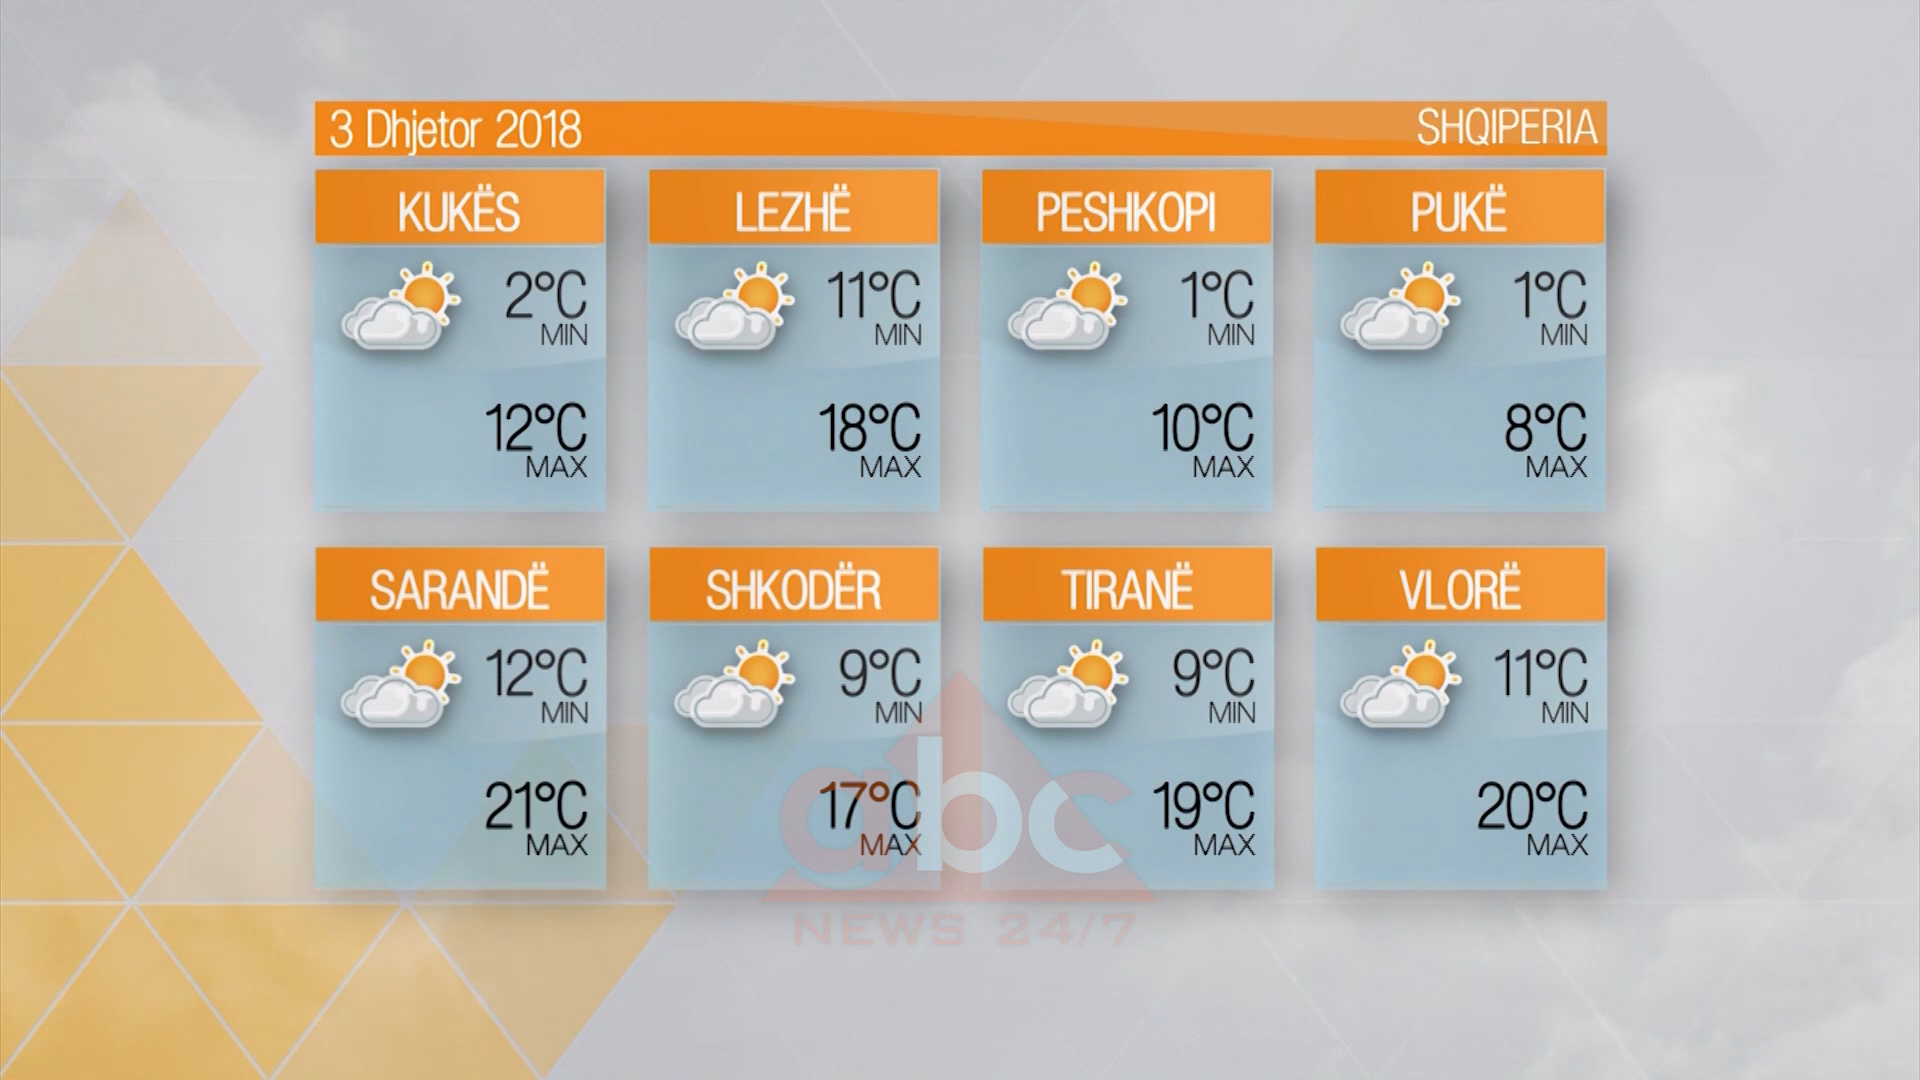 3 Dhjetor 2018
SHQIPERIA
KUKËS
2°C
MIN
12°C
MAX
LEZHË
11°C
MIN
18°C
MAX
PESHKOPI
1°C
MIN
10°C
MAX
PUKË
1°C
MIN
8°C
MAX
SARANDË
12°C
MIN
21°C
MAX
SHKODËR
9°C
MIN
17°C
MAX
TIRANË
9°C
MIN
19°C
MAX
VLORË
11°C
MIN
20°C
MAX
abc
NEWS 24/7